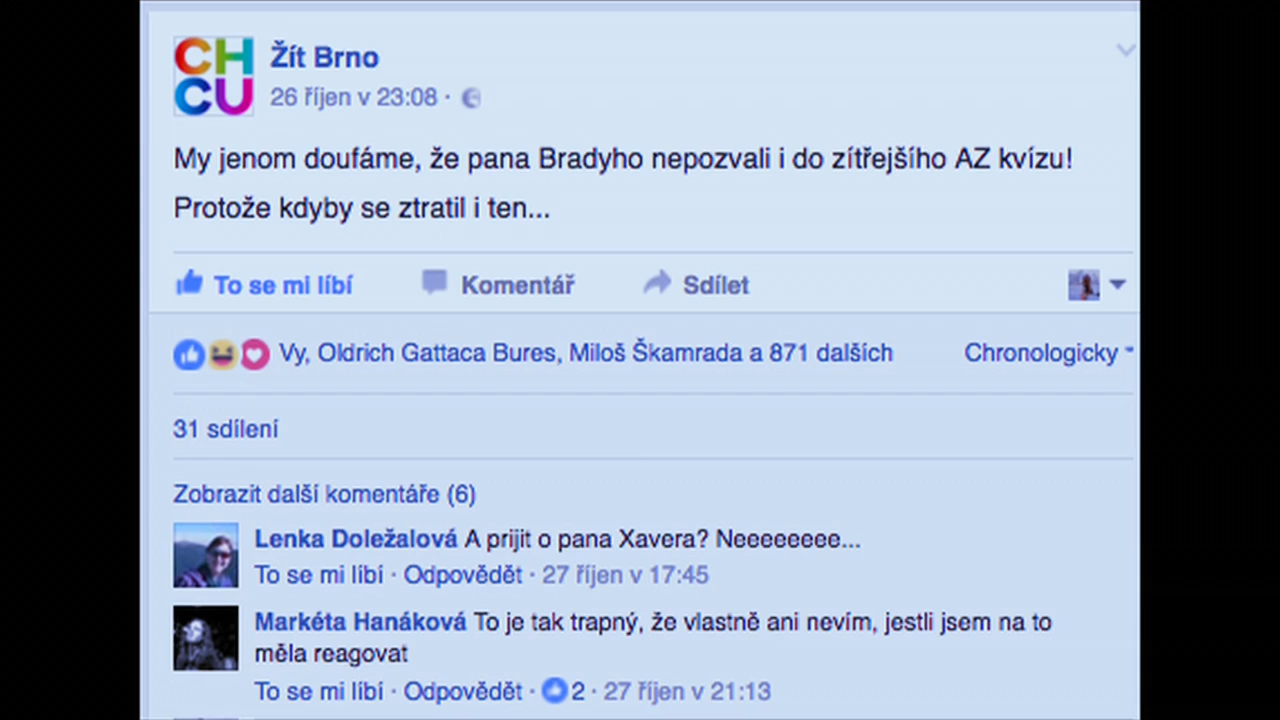 CH
CU
Žít Brno
26 říjen v 23:08 ·
My jenom doufáme, že pana Bradyho nepozvali i do zítřejšího AZ kvízu!
Protože kdyby se ztratil i ten...
To se mi líbí Komentář Sdílet
Vy, Oldrich Gattaca Bures, Miloš Škamrada a 871 dalších Chronologicky
31 sdílení
Zobrazit další komentáře (6)
Lenka Doležalová A prijit o pana Xavera? Neeeeeeee...
To se mi líbí · Odpovědět · 27 říjen v 17:45
Markéta Hanáková To je tak trapný, že vlastně ani nevím, jestli jsem na to
měla reagovat
To se mi líbí · Odpovědět · 2 · 27 říjen v 21:13